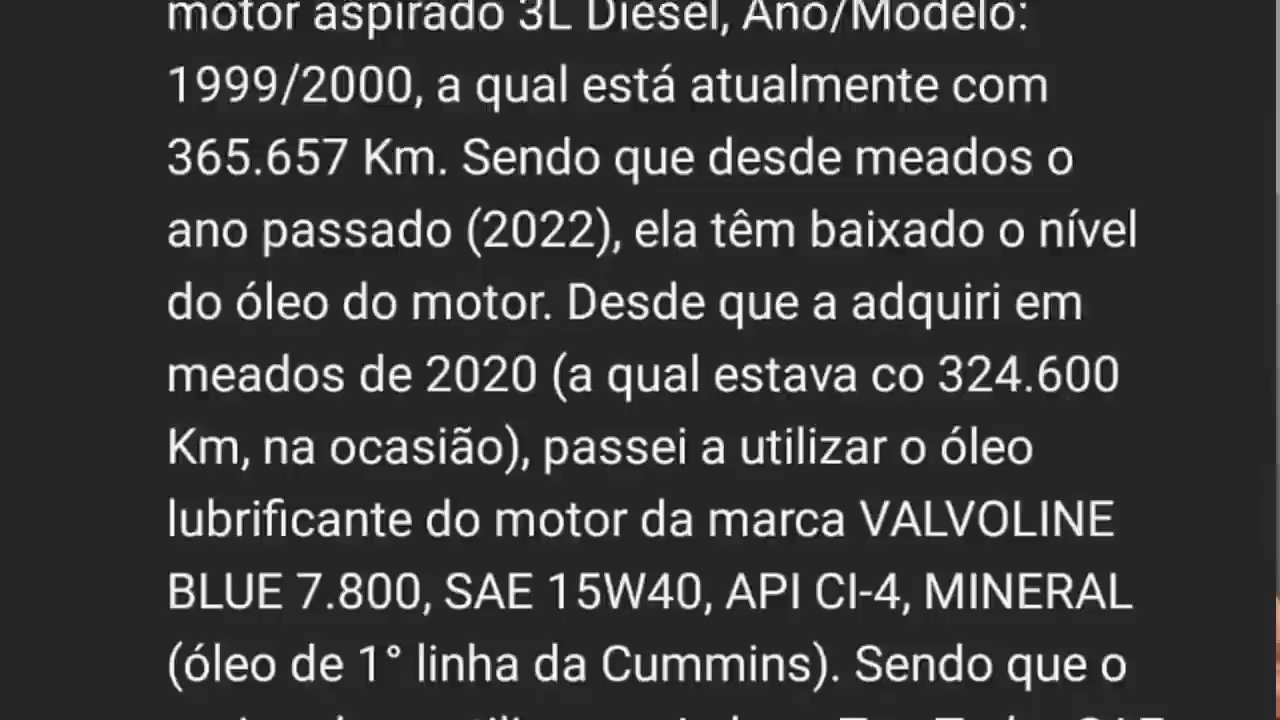 motor aspirado 3L Diesel, Ano/Modelo:
1999/2000, a qual está atualmente com
365.657 Km. Sendo que desde meados o
ano passado (2022), ela têm baixado o nível
do óleo do motor. Desde que a adquiri em
meados de 2020 (a qual estava co 324.600
Km, na ocasião), passei a utilizar o óleo
lubrificante do motor da marca VALVOLINE
BLUE 7.800, SAE 15W40, API CI-4, MINERAL
(óleo de 1° linha da Cummins). Sendo que o